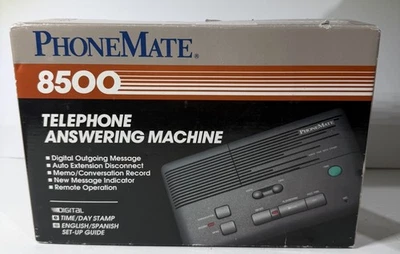 PHONEMATE®
8500
TELEPHONE
ANSWERING MACHINE
■ Digital Outgoing Message
■ Auto Extension Disconnect
■ Memo/Conversation Record
■ New Message Indicator
■ Remote Operation
DIGITAL
TIME/DAY STAMP
ENGLISH/SPANISH
SET-UP GUIDE
PHONEMATE